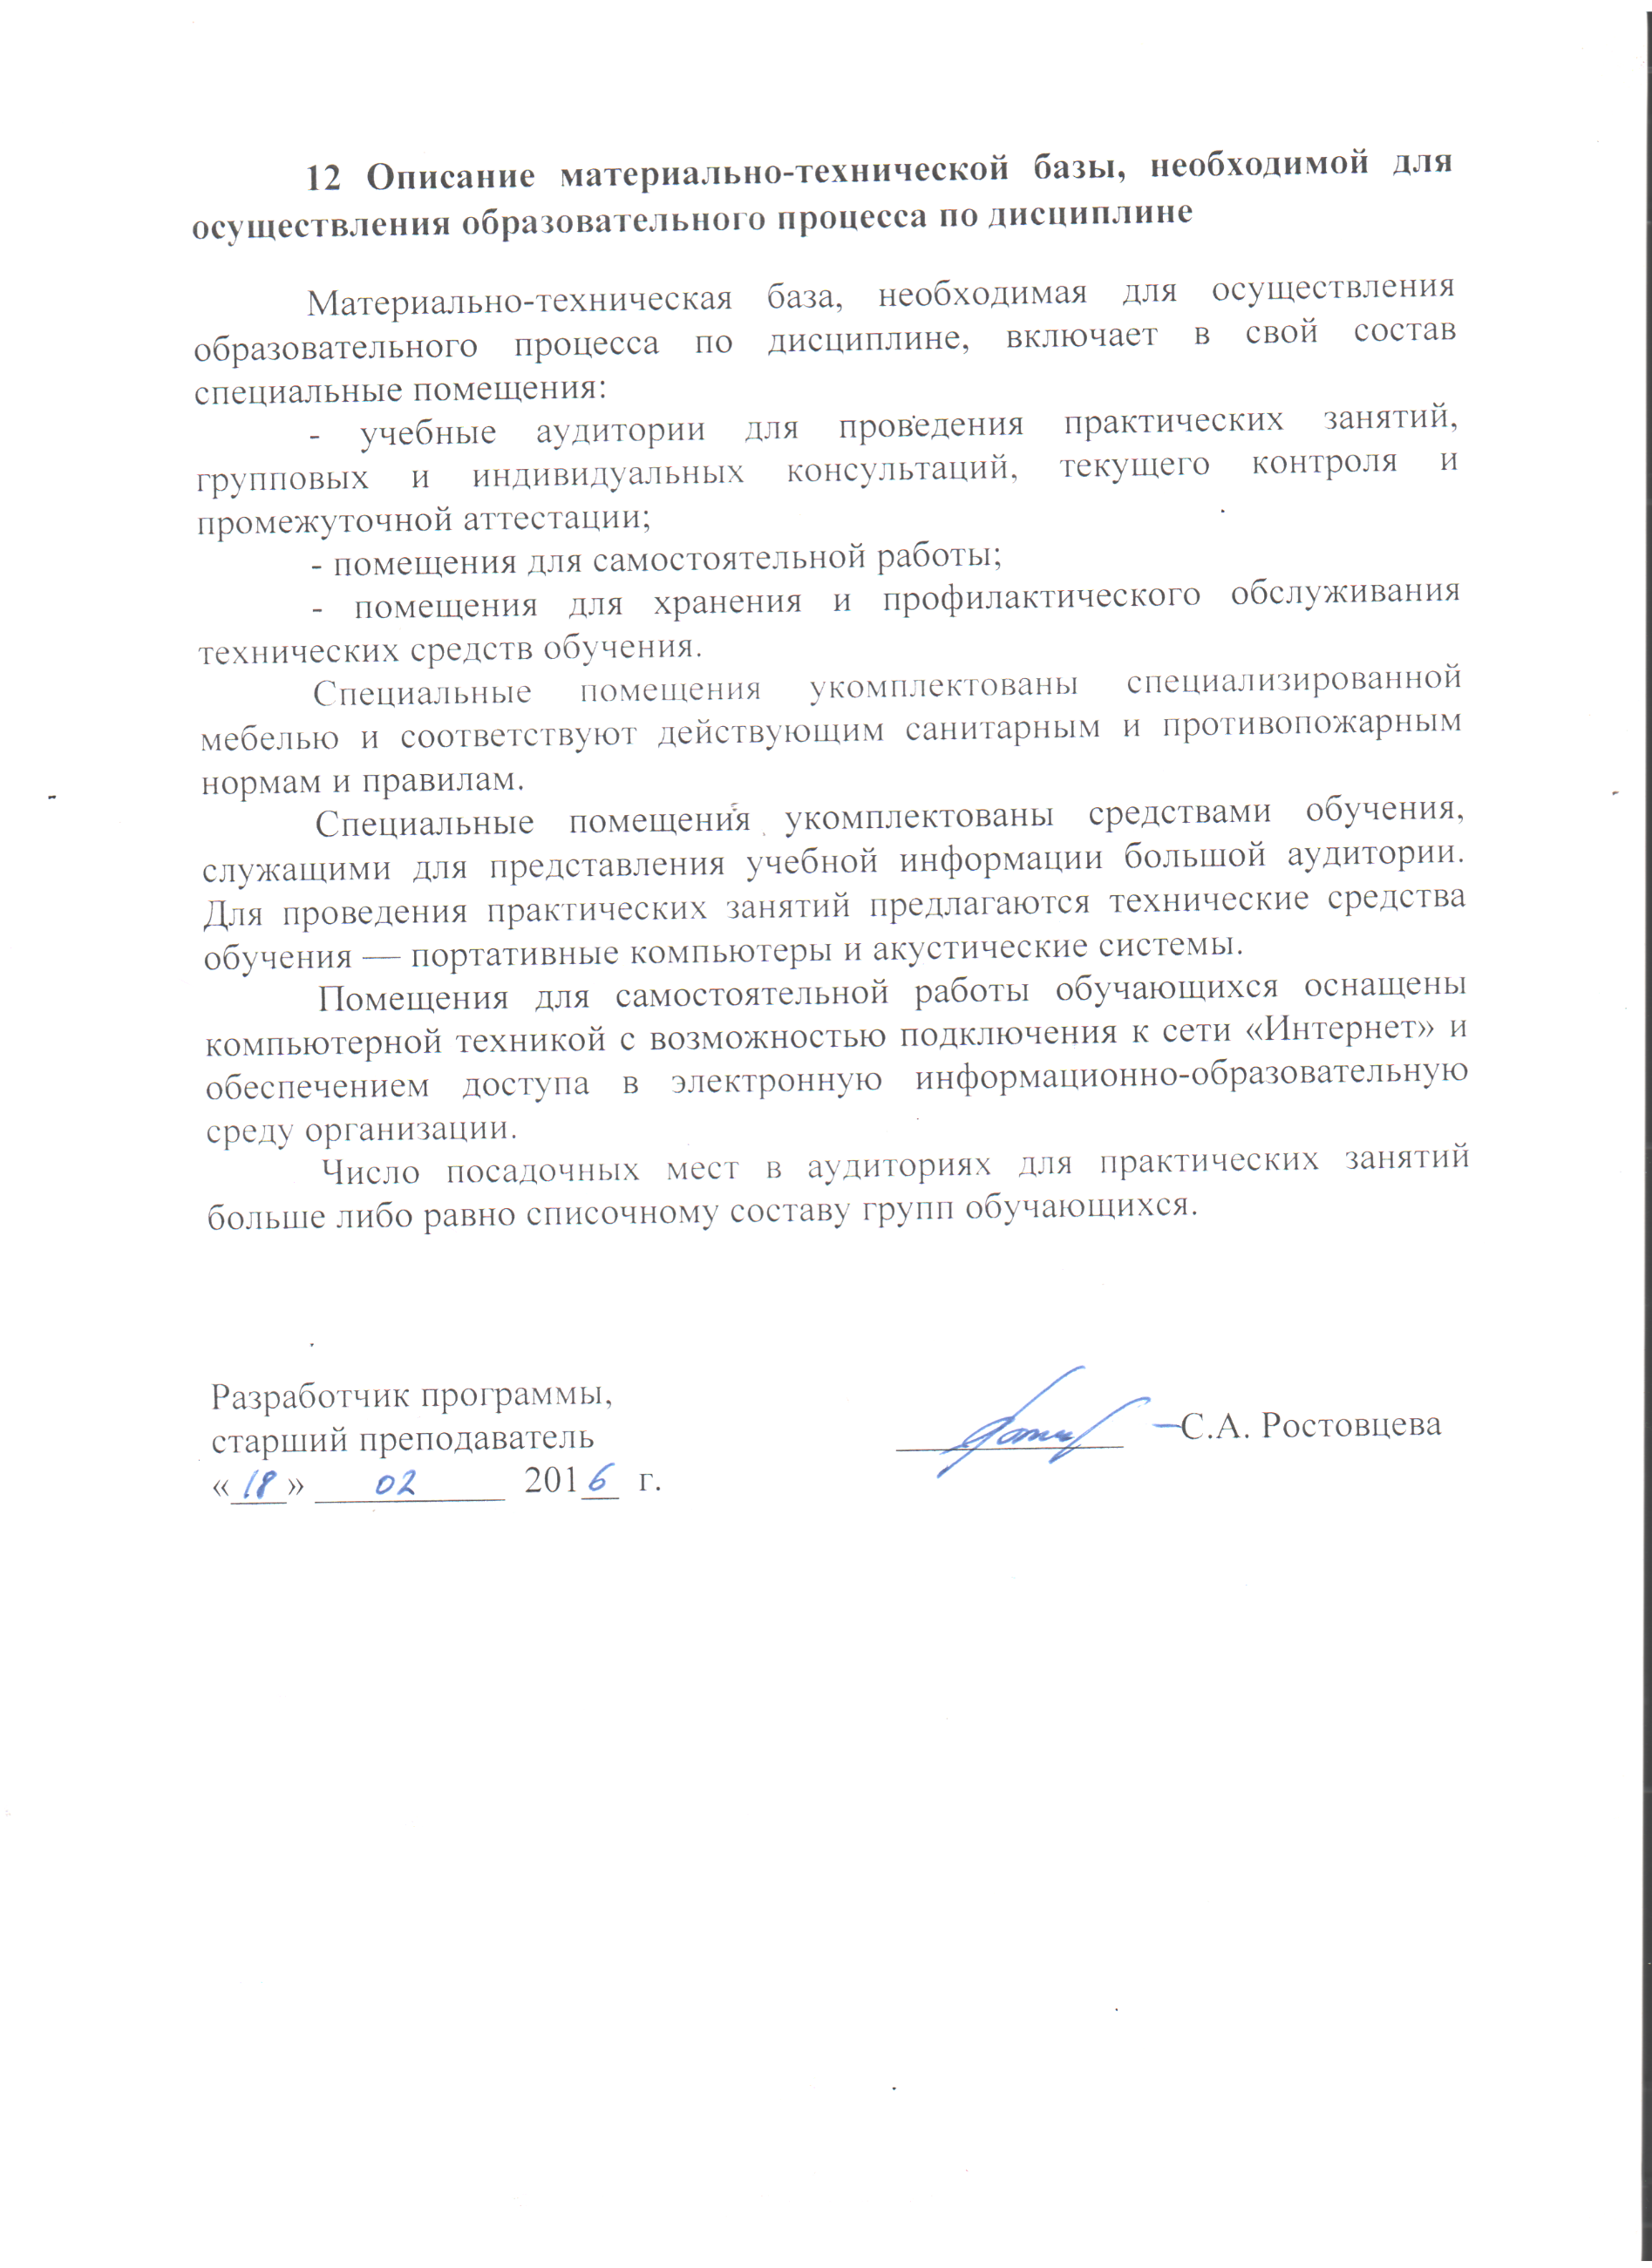 12 Описание материально-технической базы, необходимой для
осуществления образовательного процесса по дисциплине
Материально-техническая база, необходимая для осуществления
образовательного процесса по дисциплине, включает в свой состав
специальные помещения:
- учебные аудитории для проведения практических занятий,
групповых и индивидуальных консультаций, текущего контроля и
промежуточной аттестации;
- помещения для самостоятельной работы;
- помещения для хранения и профилактического обслуживания
технических средств обучения.
Специальные помещения укомплектованы специализированной
мебелью и соответствуют действующим санитарным и противопожарным
нормам и правилам.
Специальные помещения укомплектованы средствами обучения,
служащими для представления учебной информации большой аудитории.
Для проведения практических занятий предлагаются технические средства
обучения — портативные компьютеры и акустические системы.
Помещения для самостоятельной работы обучающихся оснащены
компьютерной техникой с возможностью подключения к сети «Интернет» и
обеспечением доступа в электронную информационно-образовательную
среду организации.
Число посадочных мест в аудиториях для практических занятий
больше либо равно списочному составу групп обучающихся.
Разработчик программы,
старший преподаватель С.А. Ростовцева
«18» 02 2016 г.